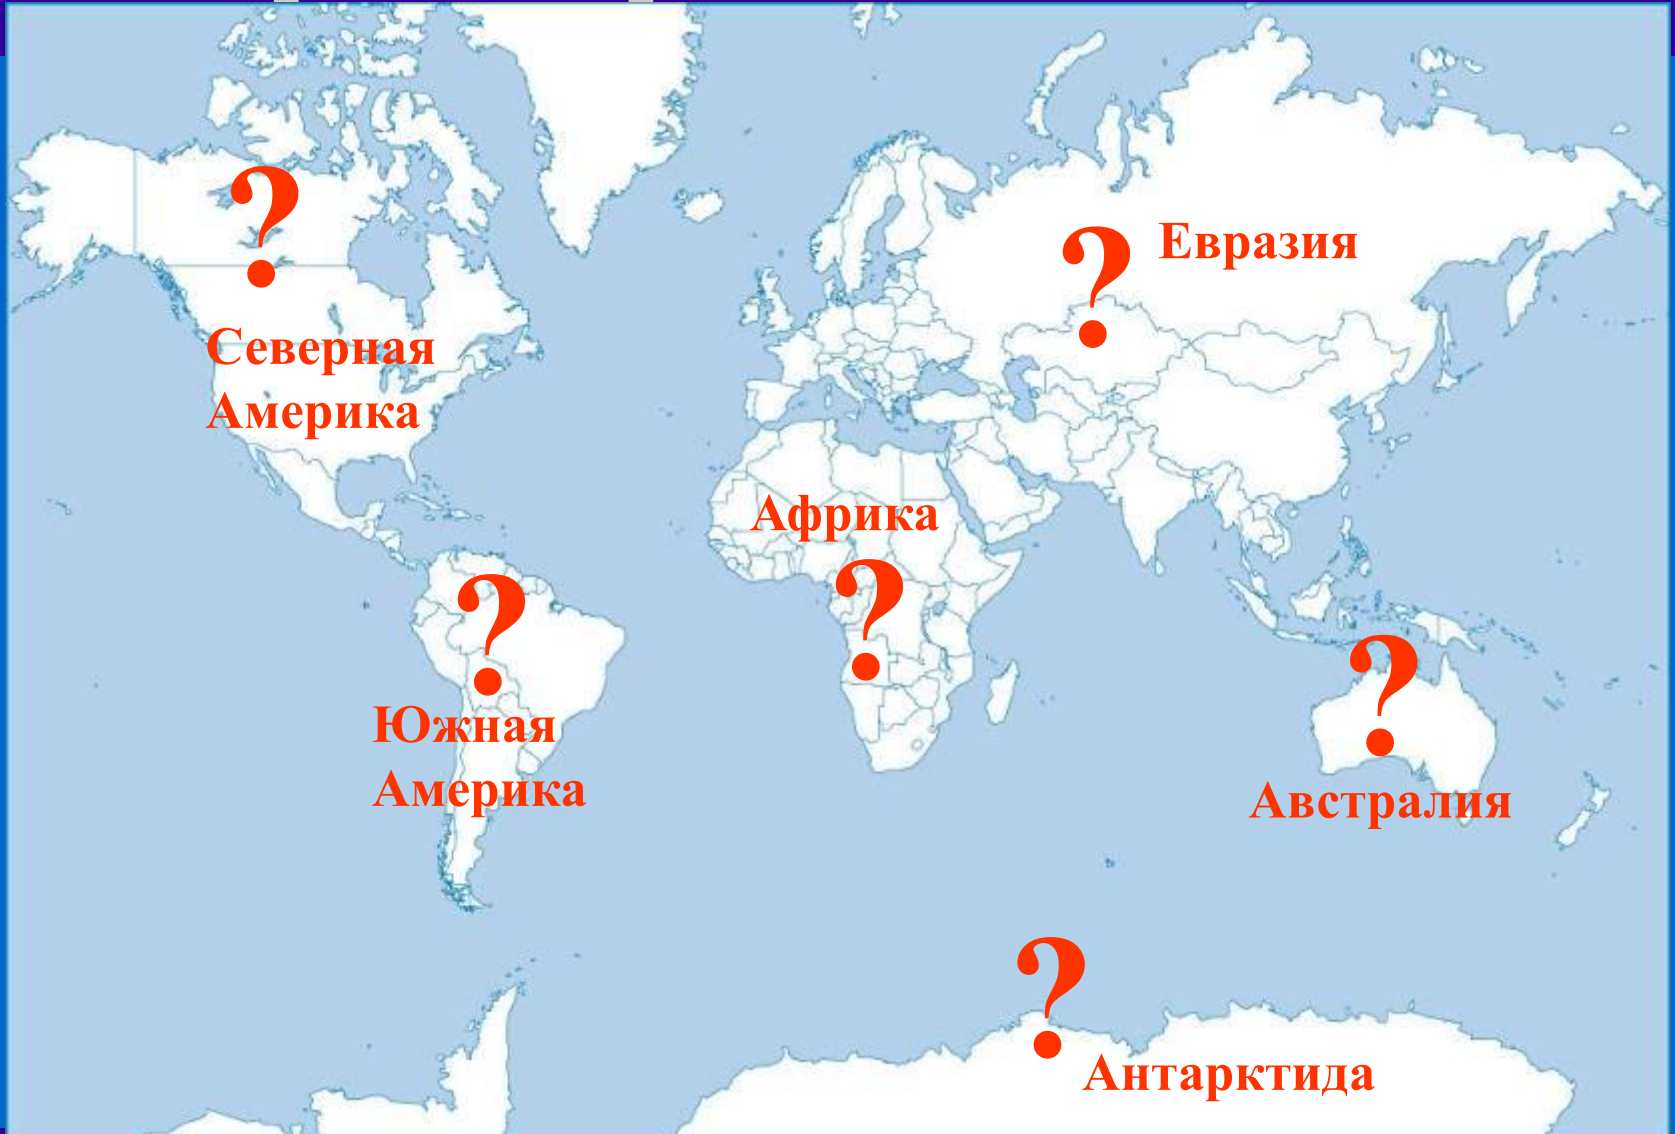 ?
?
Евразия
Северная
Америка
Африка
?
?
?
Южная
Америка
Австралия
?
Антарктида